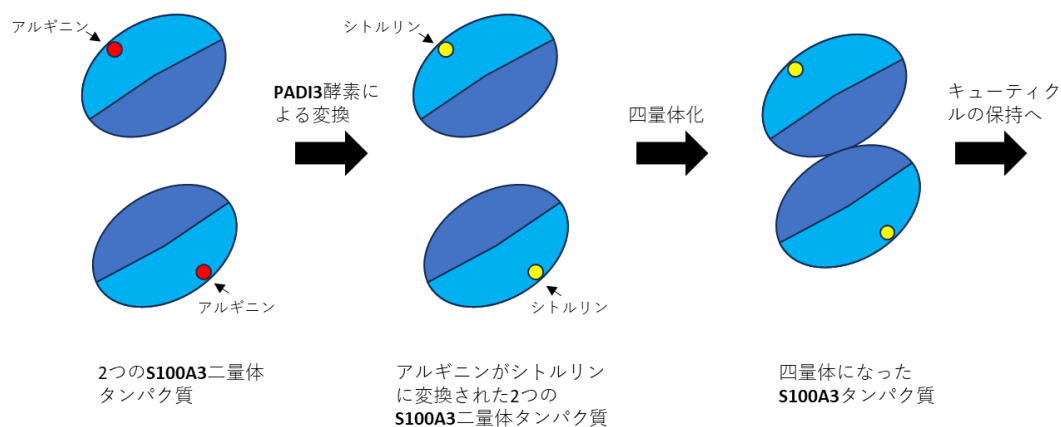 アルギニン
シトルリン
PADI3酵素に
よる変換
四量体化
キューティク
ルの保持へ
アルギニン
シトルリン
2つのS100A3二量体
タンパク質
アルギニンがシトルリン
に変換された2つの
S100A3二量体タンパク質
四量体になった
S100A3タンパク質